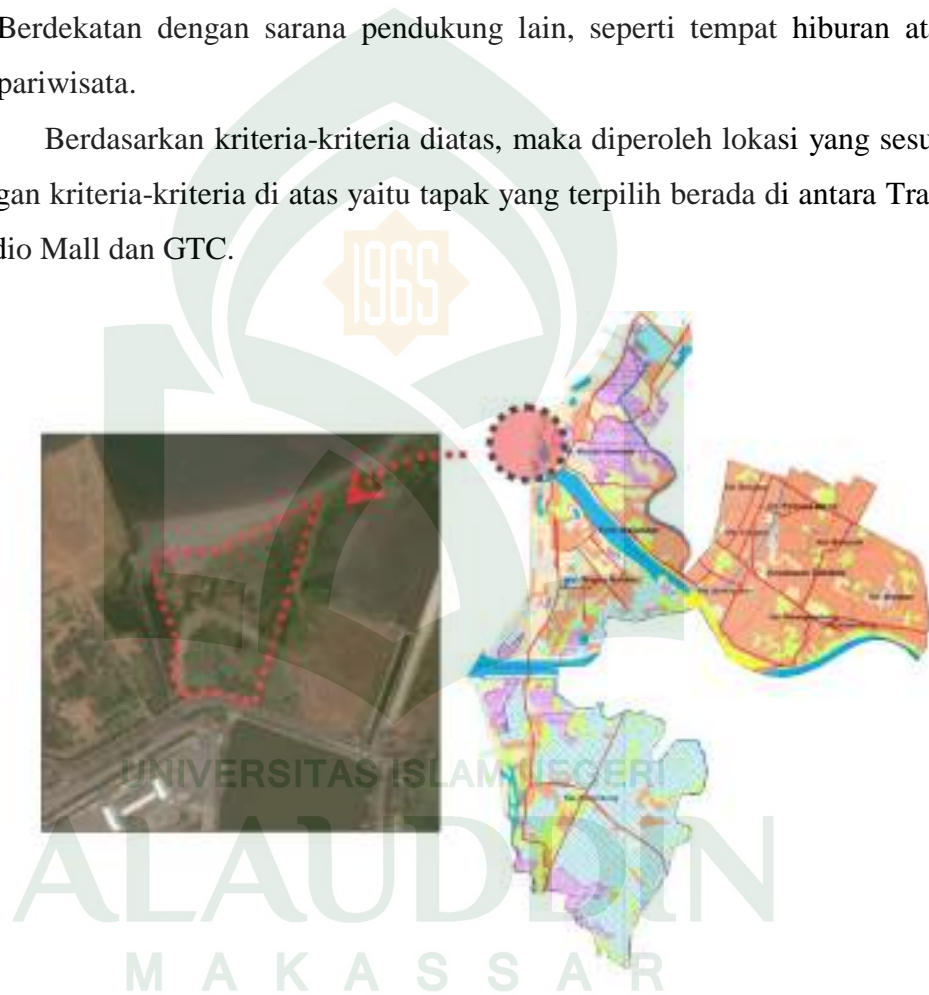 Berdekatan dengan sarana pendukung lain, seperti tempat hiburan at
pariwisata.
Berdasarkan kriteria-kriteria diatas, maka diperoleh lokasi yang sesu
gan kriteria-kriteria di atas yaitu tapak yang terpilih berada di antara Tra
dio Mall dan GTC.
1965
UNIVERSITAS ISLAM NEGERI
ALAUDDIN
MAKASSAR